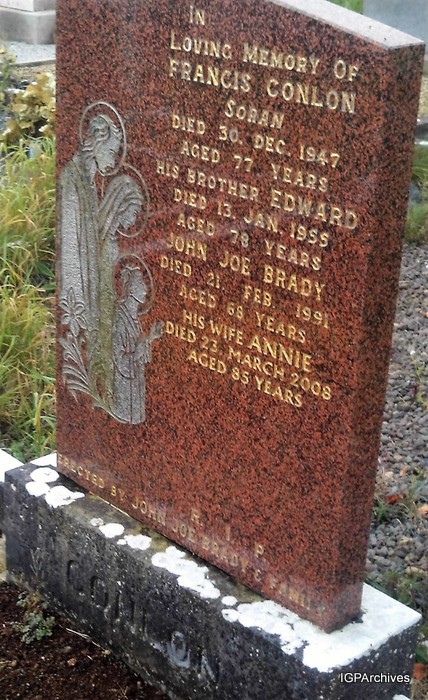 IN
LOVING MEMORY OF
FRANCIS CONLON
SORAN
DIED 30. DEC. 1947
AGED 77 YEARS
HIS BROTHER EDWARD
DIED 13. JAN. 1955
AGED 78 YEARS
JOHN JOE BRADY
DIED 21 FEB 1991
AGED 68 YEARS
HIS WIFE ANNIE
DIED 23. MARCH 2008
AGED 85 YEARS
R I P
ERECTED BY JOHN JOE BRADY & FAMILY
CONLON
IGPArchives